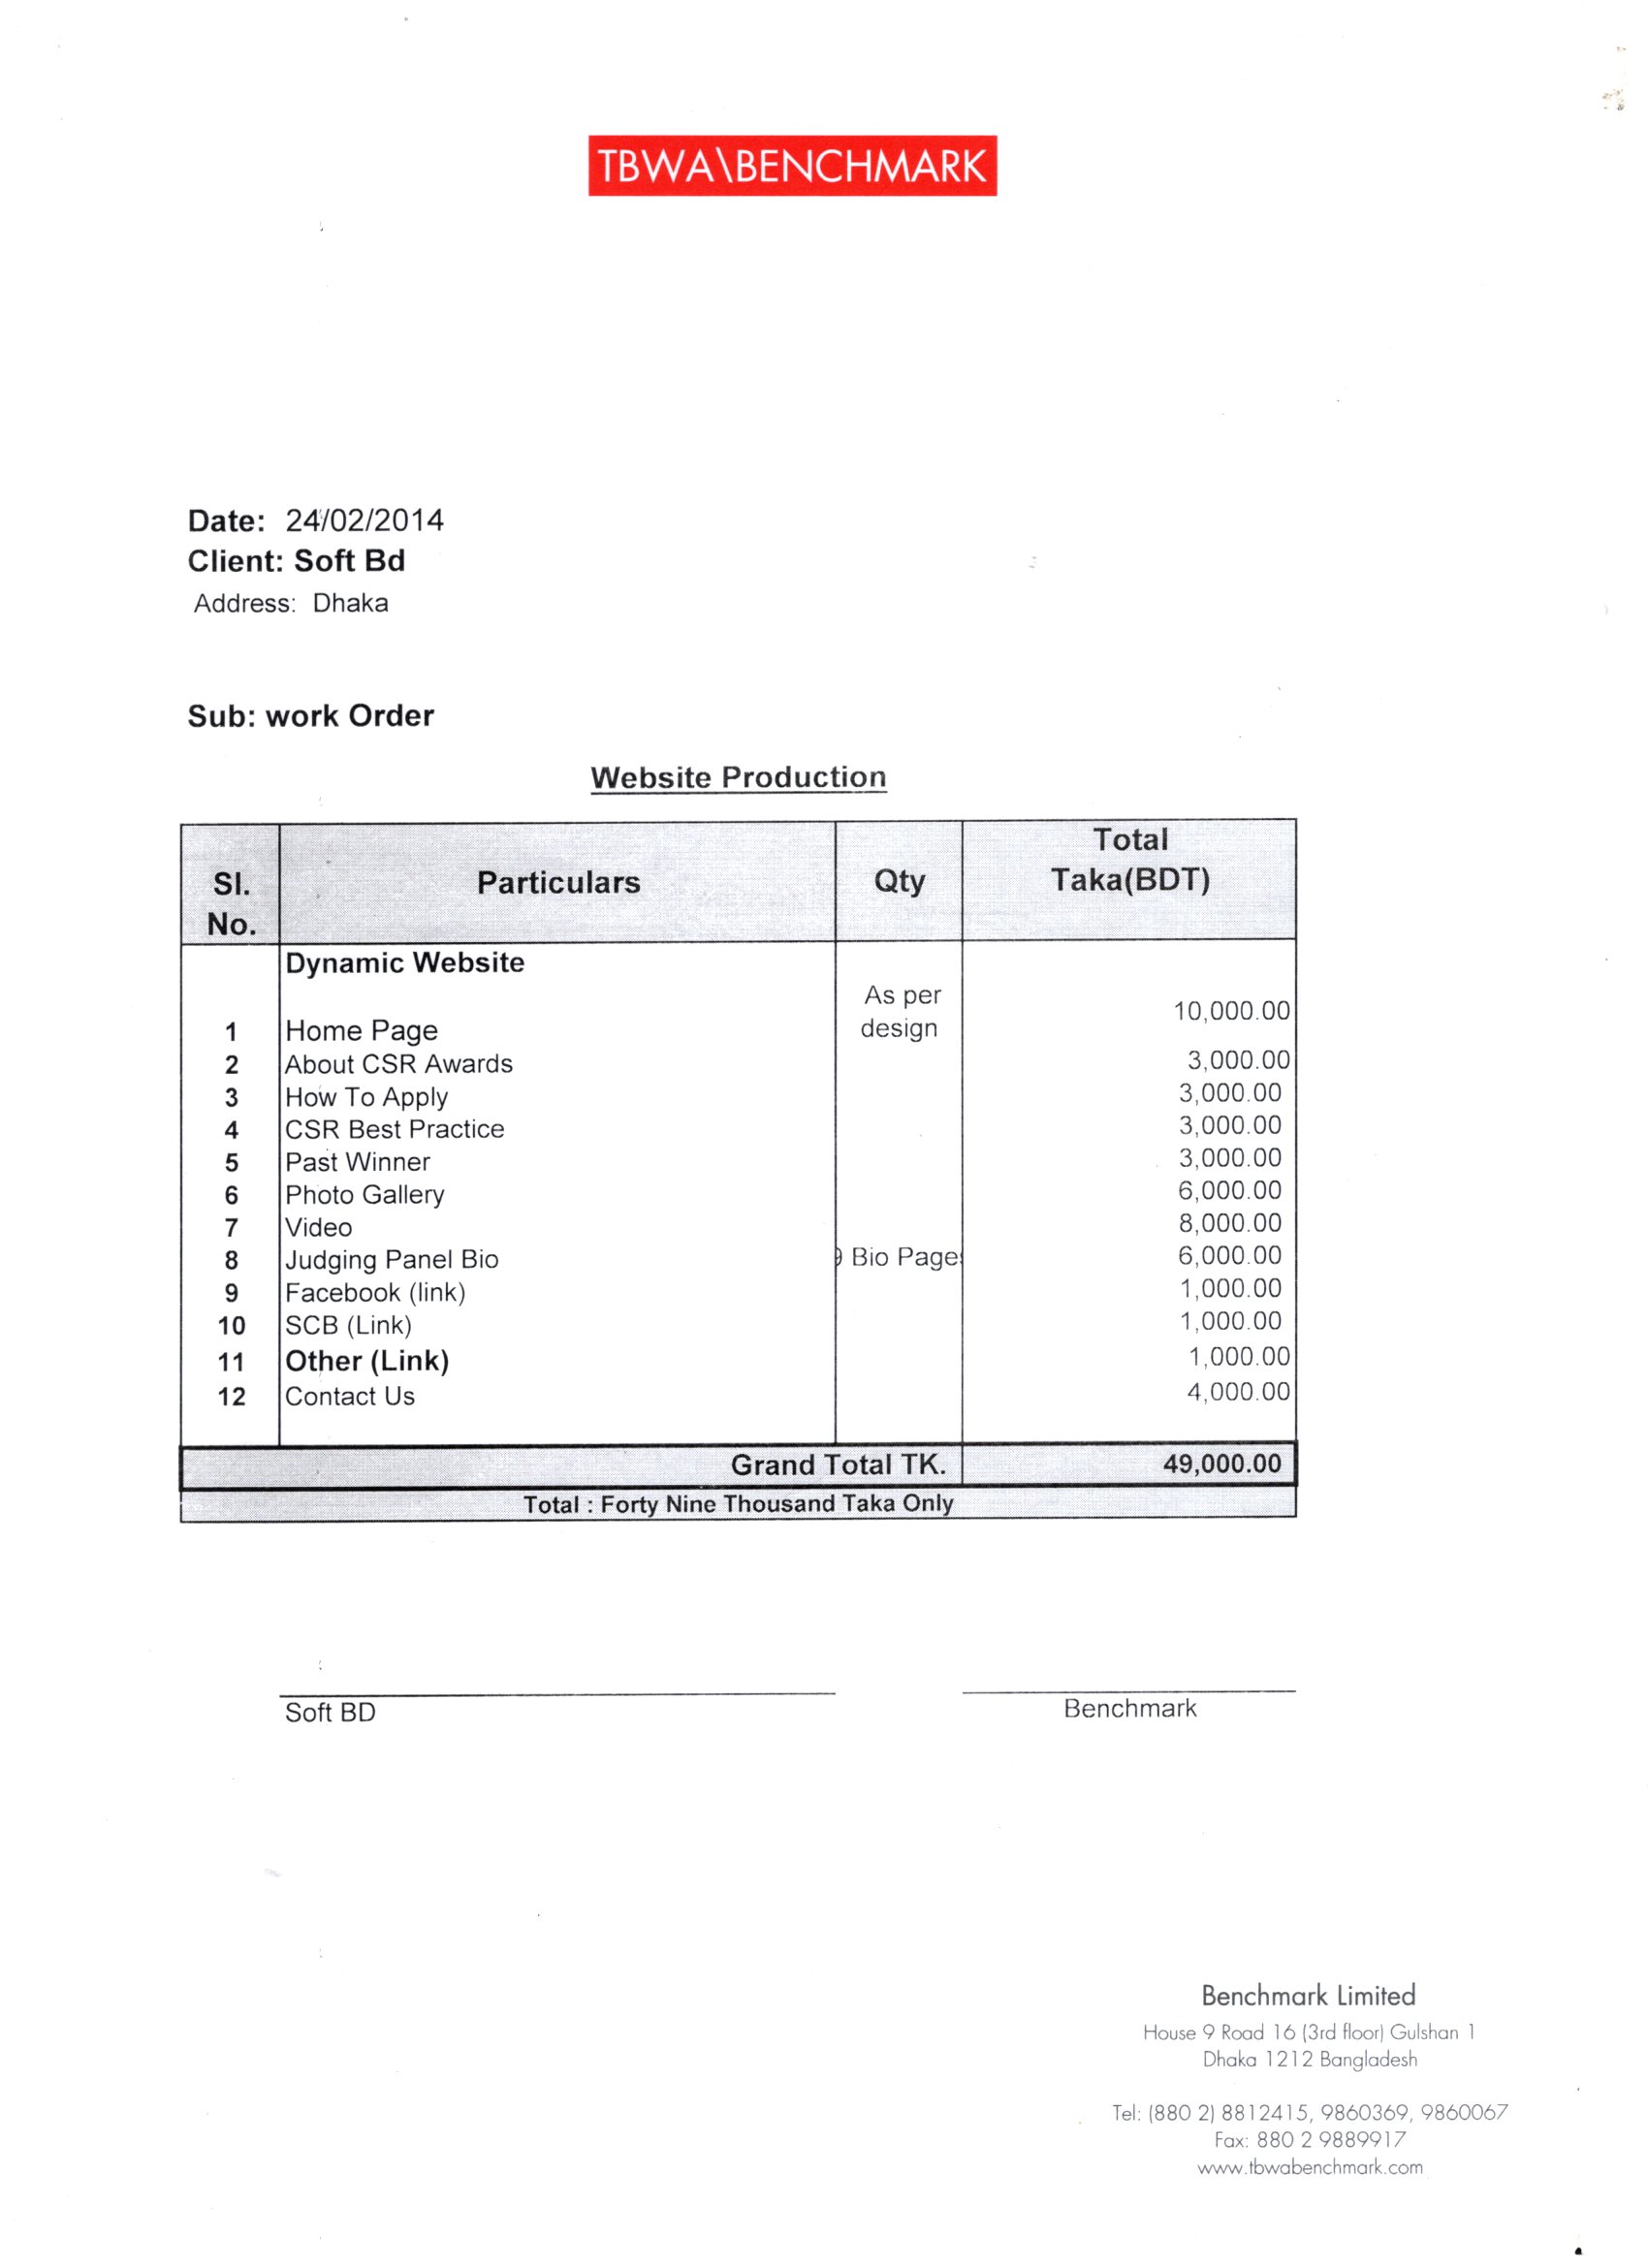 TBWA\BENCHMARK
Date: 24/02/2014
Client: Soft Bd
Address: Dhaka
Sub: work Order
Website Production
Sl. No. Particulars Qty Total Taka(BDT)
Dynamic Website
1 Home Page As per design 10,000.00
2 About CSR Awards 3,000.00
3 How To Apply 3,000.00
4 CSR Best Practice 3,000.00
5 Past Winner 3,000.00
6 Photo Gallery 6,000.00
7 Video 8,000.00
8 Judging Panel Bio Bio Page 6,000.00
9 Facebook (link) 1,000.00
10 SCB (Link) 1,000.00
11 Other (Link) 1,000.00
12 Contact Us 4,000.00
Grand Total TK. 49,000.00
Total : Forty Nine Thousand Taka Only
Soft BD Benchmark
Benchmark Limited
House 9 Road 16 (3rd floor) Gulshan 1
Dhaka 1212 Bangladesh
Tel: (880 2) 8812415, 9860369, 9860067
Fax: 880 2 9889917
www.tbwabenchmark.com